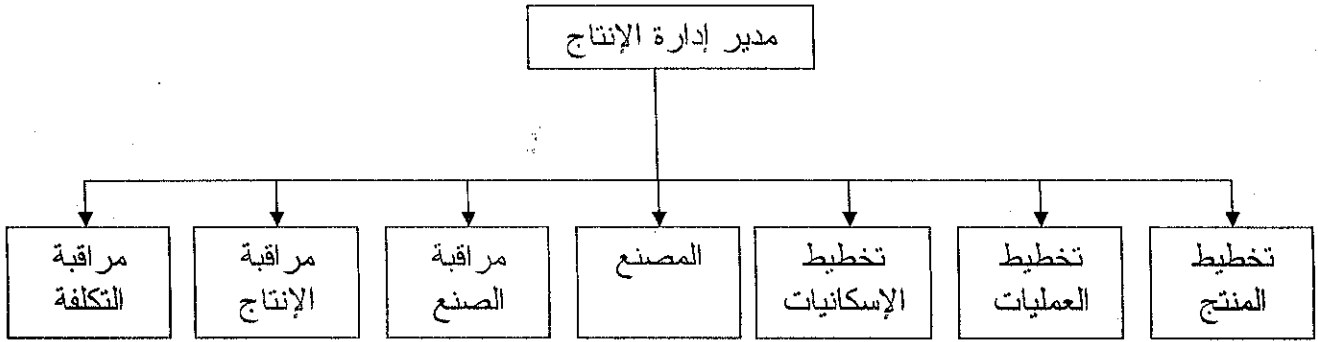 مدير إدارة الإنتاج
تخطيط
المنتج
تخطيط
العمليات
تخطيط
الإسكانيات
المصنع
مراقبة
الصنع
مراقبة
الإنتاج
مراقبة
التكلفة